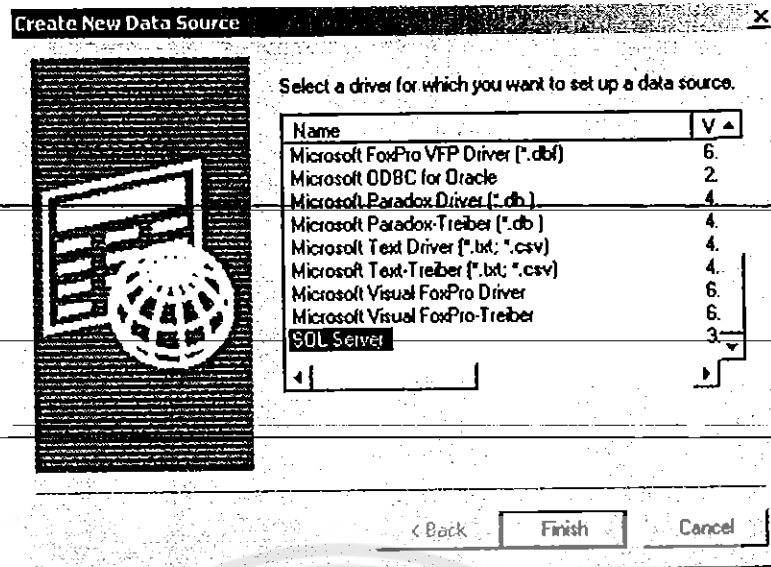 Create New Data Source
Select a driver for which you want to set up a data source.
Name V
Microsoft FoxPro VFP Driver (*.dbf) 6.
Microsoft ODBC for Oracle 2.
Microsoft Paradox Driver (*.db ) 4.
Microsoft Paradox-Treiber (*.db ) 4.
Microsoft Text Driver (*.txt; *.csv) 4.
Microsoft Text-Treiber (*.txt; *.csv) 4.
Microsoft Visual FoxPro Driver 6.
Microsoft Visual FoxPro-Treiber 6.
SQL Server 3.
< Back Finish Cancel